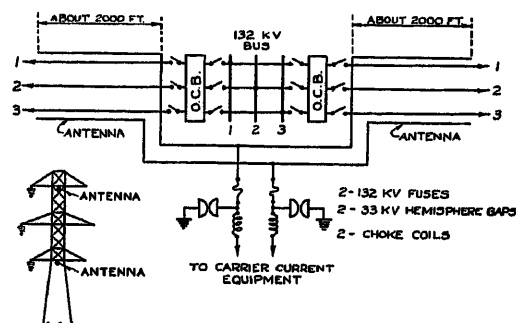 ABOUT 2000 FT.
ABOUT 2000 FT.
132 KV
BUS
1
2
3
O.C.B.
O.C.B.
1
2
3
1 2 3
ANTENNA
ANTENNA
ANTENNA
ANTENNA
2-132 KV FUSES
2-33 KV HEMISPHERE GAPS
2- CHOKE COILS
TO CARRIER CURRENT
EQUIPMENT